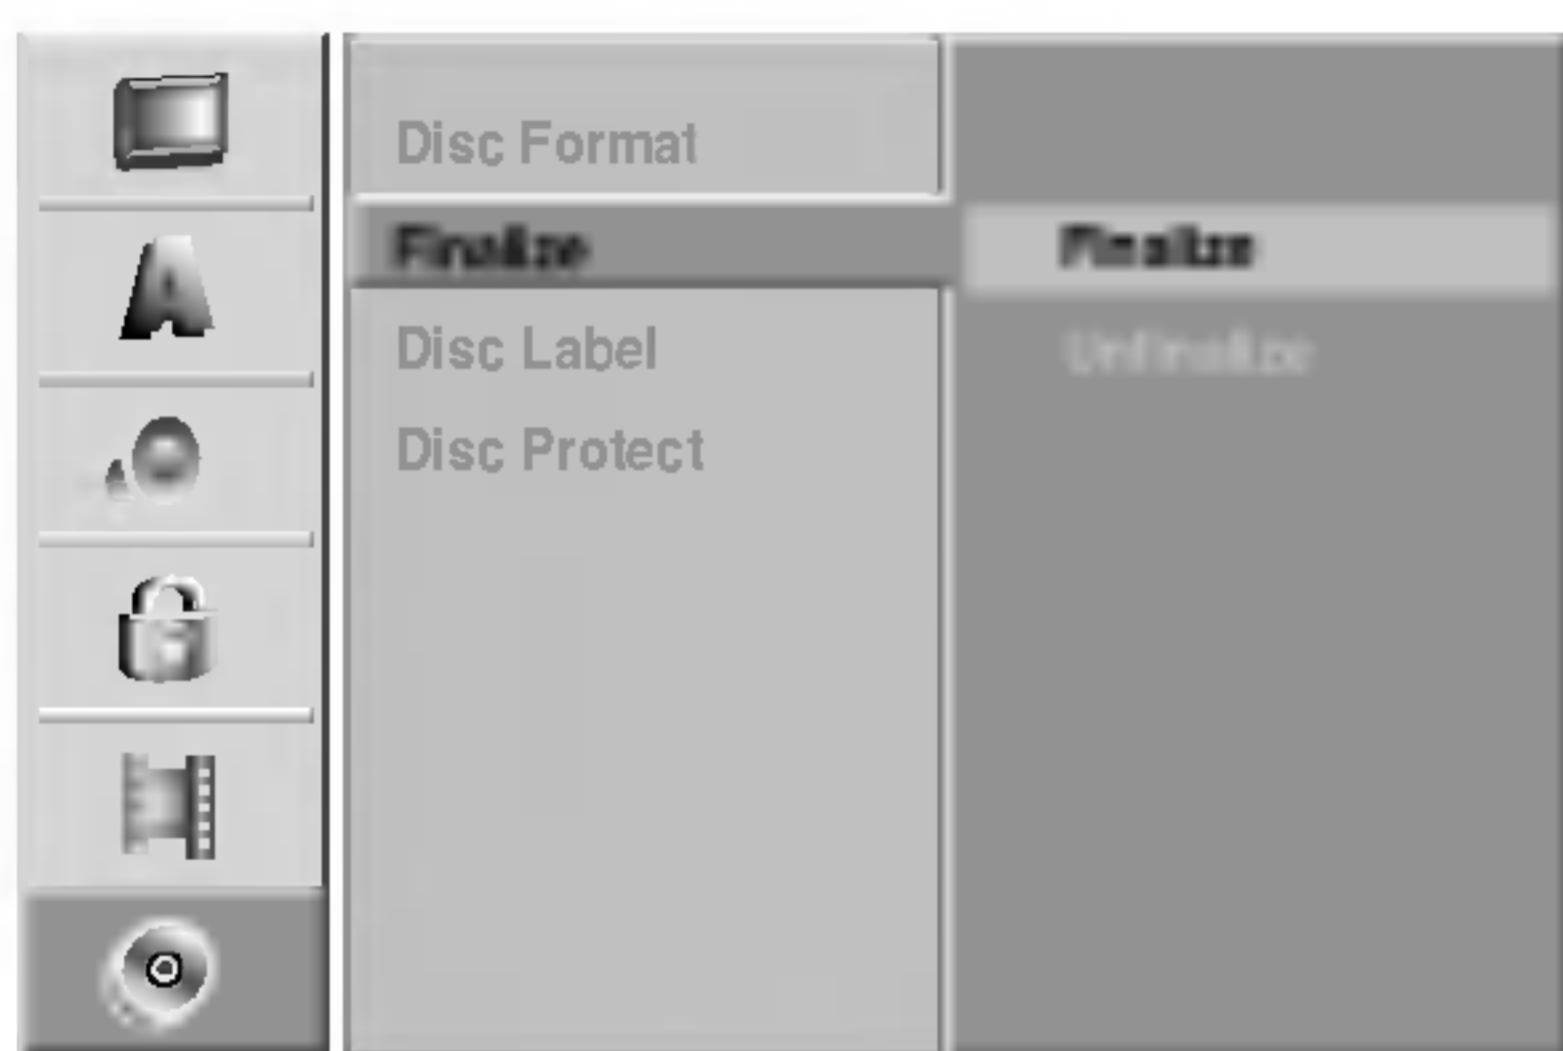 Disc Format
Finalize
Finalize
Disc Label
Unfinalize
Disc Protect